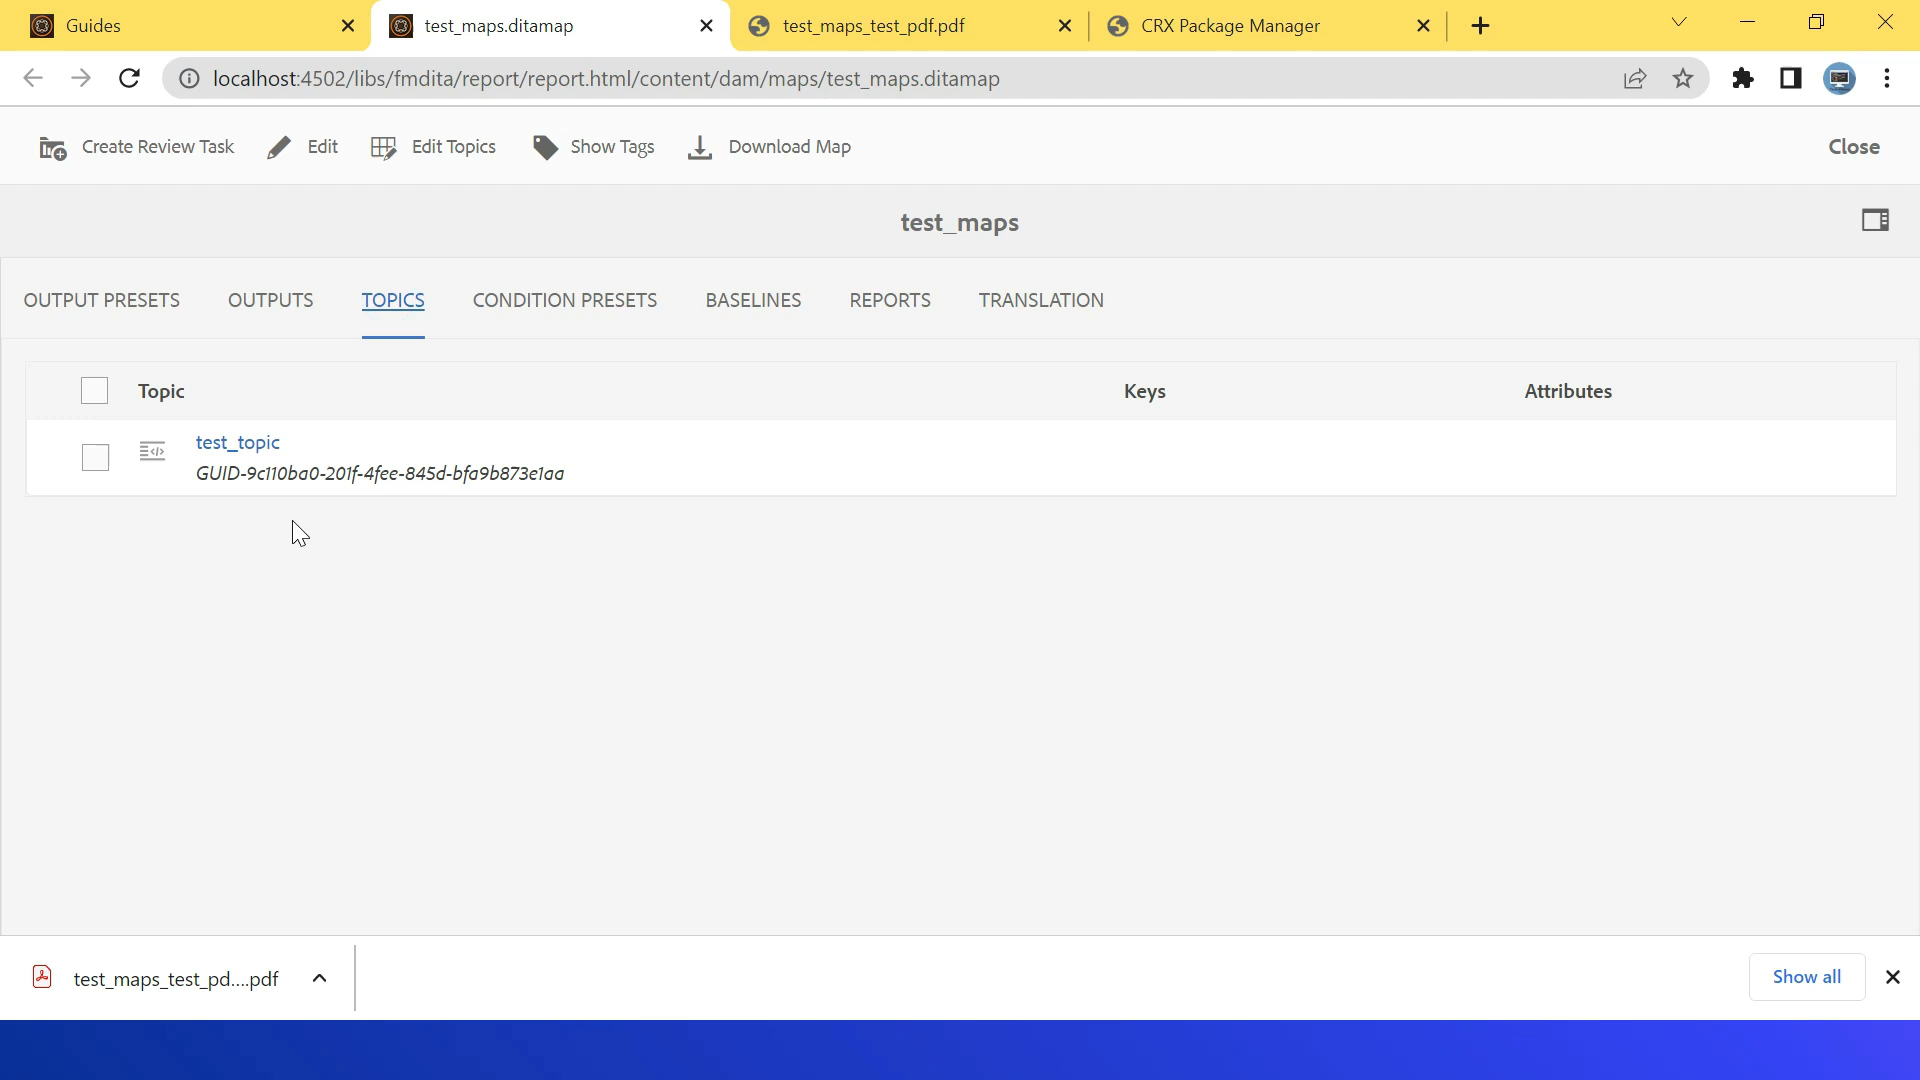 Guides
test_maps.ditamap
test_maps_test_pdf.pdf
CRX Package Manager
localhost:4502/libs/fmdita/report/report.html/content/dam/maps/test_maps.ditamap
Create Review Task
Edit
Edit Topics
Show Tags
Download Map
Close
test_maps
OUTPUT PRESETS
OUTPUTS
TOPICS
CONDITION PRESETS
BASELINES
REPORTS
TRANSLATION
Topic
Keys
Attributes
test_topic
GUID-9c110ba0-201f-4fee-845d-bfa9b873e1aa
test_maps_test_pd....pdf
Show all